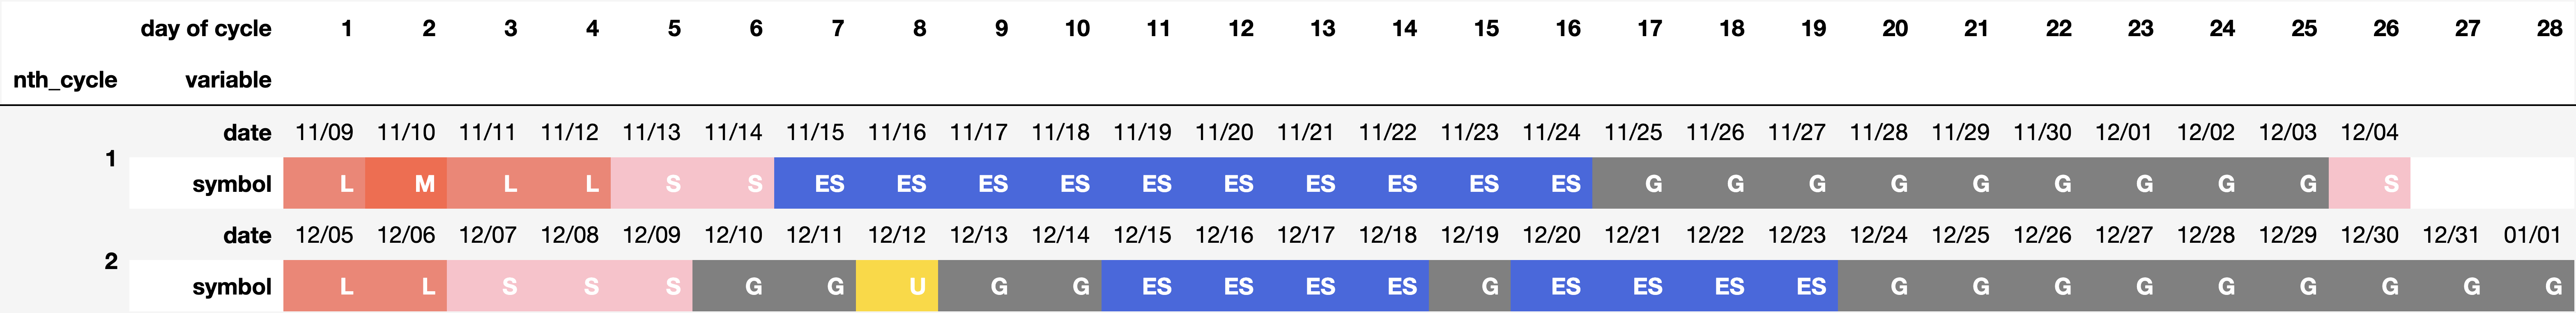 day of cycle 1 2 3 4 5 6 7 8 9 10 11 12 13 14 15 16 17 18 19 20 21 22 23 24 25 26 27 28
nth_cycle variable
date 11/09 11/10 11/11 11/12 11/13 11/14 11/15 11/16 11/17 11/18 11/19 11/20 11/21 11/22 11/23 11/24 11/25 11/26 11/27 11/28 11/29 11/30 12/01 12/02 12/03 12/04
1
symbol L M L L S S ES ES ES ES ES ES ES ES ES ES G G G G G G G G G S
date 12/05 12/06 12/07 12/08 12/09 12/10 12/11 12/12 12/13 12/14 12/15 12/16 12/17 12/18 12/19 12/20 12/21 12/22 12/23 12/24 12/25 12/26 12/27 12/28 12/29 12/30 12/31 01/01
2
symbol L L S S S G G U G G ES ES ES ES G ES ES ES ES G G G G G G G G G